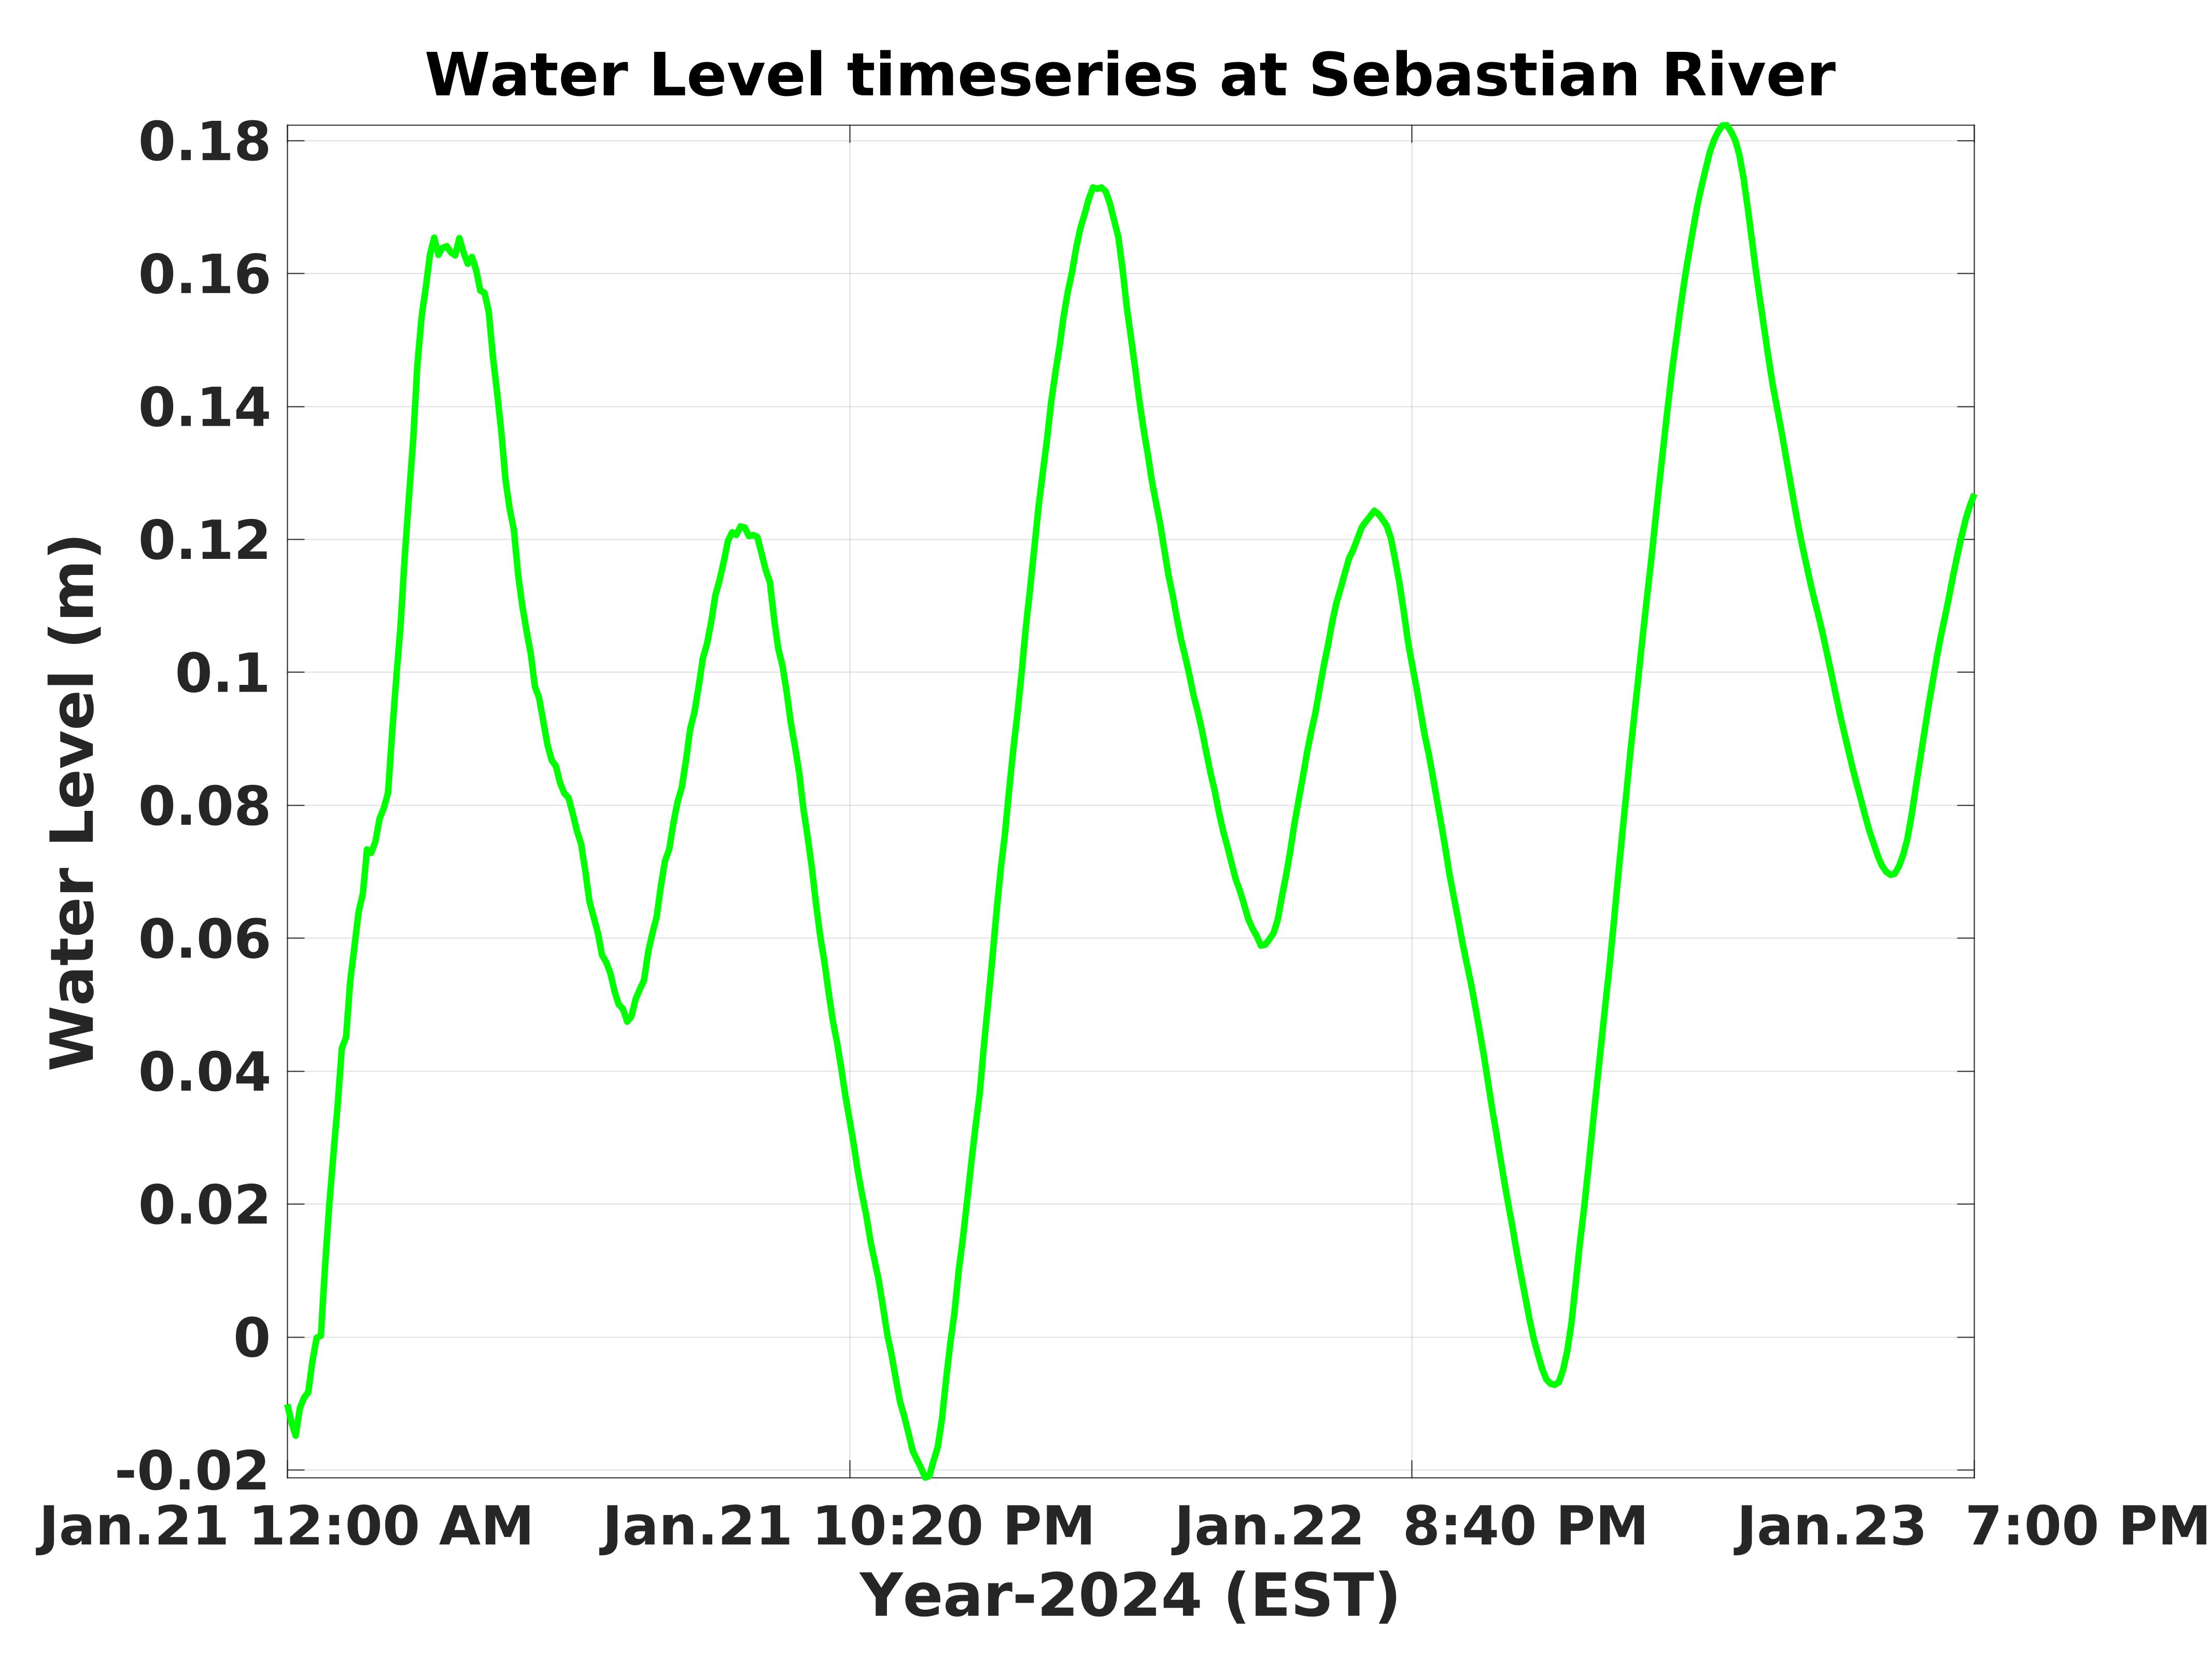 Water Level timeseries at Sebastian River
Water Level (m)
0.18
0.16
0.14
0.12
0.1
0.08
0.06
0.04
0.02
0
-0.02
Jan.21 12:00 AM
Jan.21 10:20 PM
Jan.22 8:40 PM
Jan.23 7:00 PM
Year-2024 (EST)